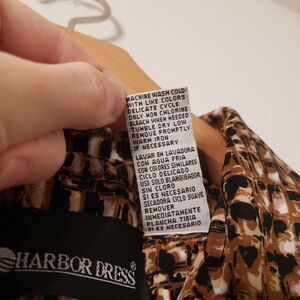 MACHINE WASH COLD
WITH LIKE COLORS
DELICATE CYCLE
ONLY NON CHLORINE
BLEACH WHEN NEEDED
TUMBLE DRY LOW
REMOVE PROMPTLY
WARM IRON
IF NECESSARY
LAVAR EN LAVADORA
CON AGUA FRIA
CON COLORES SIMILARES
CICLO DELICADO
USE SOLO BLANQUEADOR
SIN CLORO
SI ES NECESARIO
SECADORA CICLO SUAVE
REMOVER
INMEDIATAMENTE
PLANCHA TIBIA
SI ES NECESARIO
HARBOR DRESS